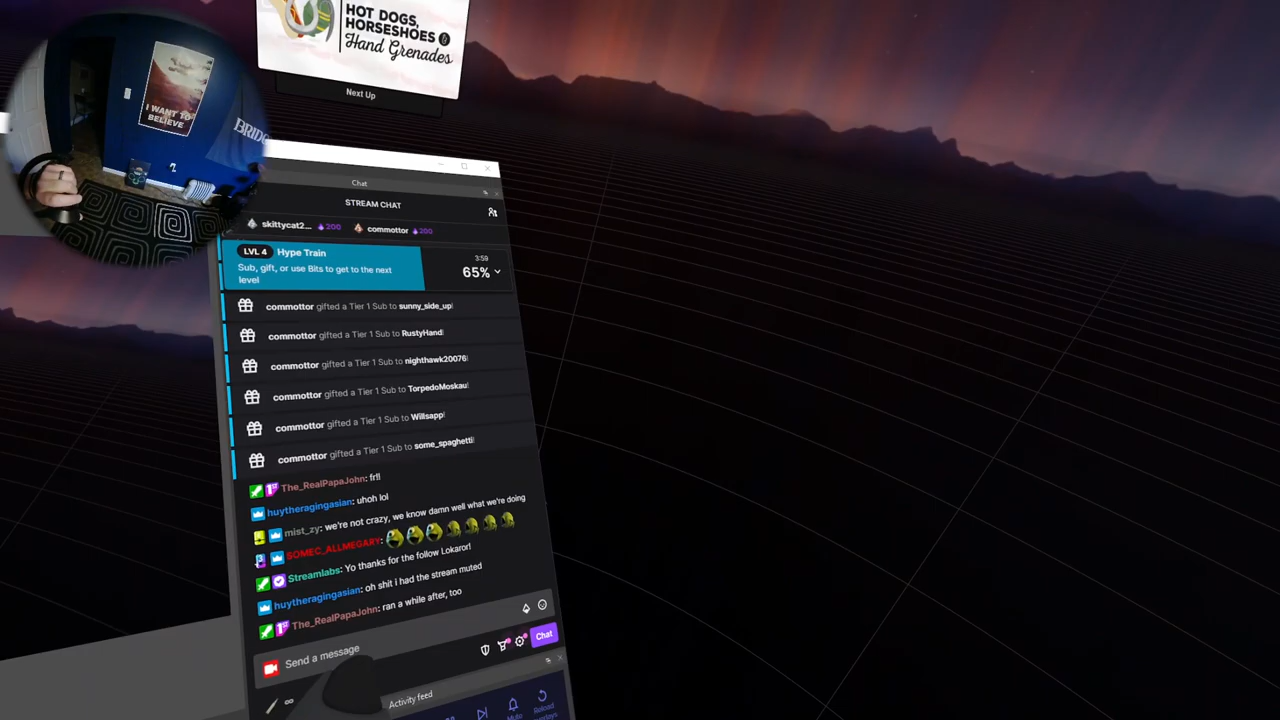 HOT DOGS,
HORSESHOES &
Hand Grenades
Next Up
I WANT TO
BELIEVE
Chat
STREAM CHAT
skittycat2... 200 commottor 200
LVL 4 Hype Train
Sub, gift, or use Bits to get to the next
level
3:59
65%
commottor gifted a Tier 1 Sub to sunny_side_up!
commottor gifted a Tier 1 Sub to RustyHand!
commottor gifted a Tier 1 Sub to nighthawk20076!
commottor gifted a Tier 1 Sub to TorpedoMoskau!
commottor gifted a Tier 1 Sub to Willsapp!
commottor gifted a Tier 1 Sub to some_spaghetti!
The_RealPapaJohn: fr!!
huytheragingasian: uhoh lol
mist_zy: we're not crazy, we know damn well what we're doing
SOMEC_ALLMEGARY:
Streamlabs: Yo thanks for the follow Lokaror!
huytheragingasian: oh shit i had the stream muted
The_RealPapaJohn: ran a while after, too
Send a message
Chat
Activity feed
Mute
Reload